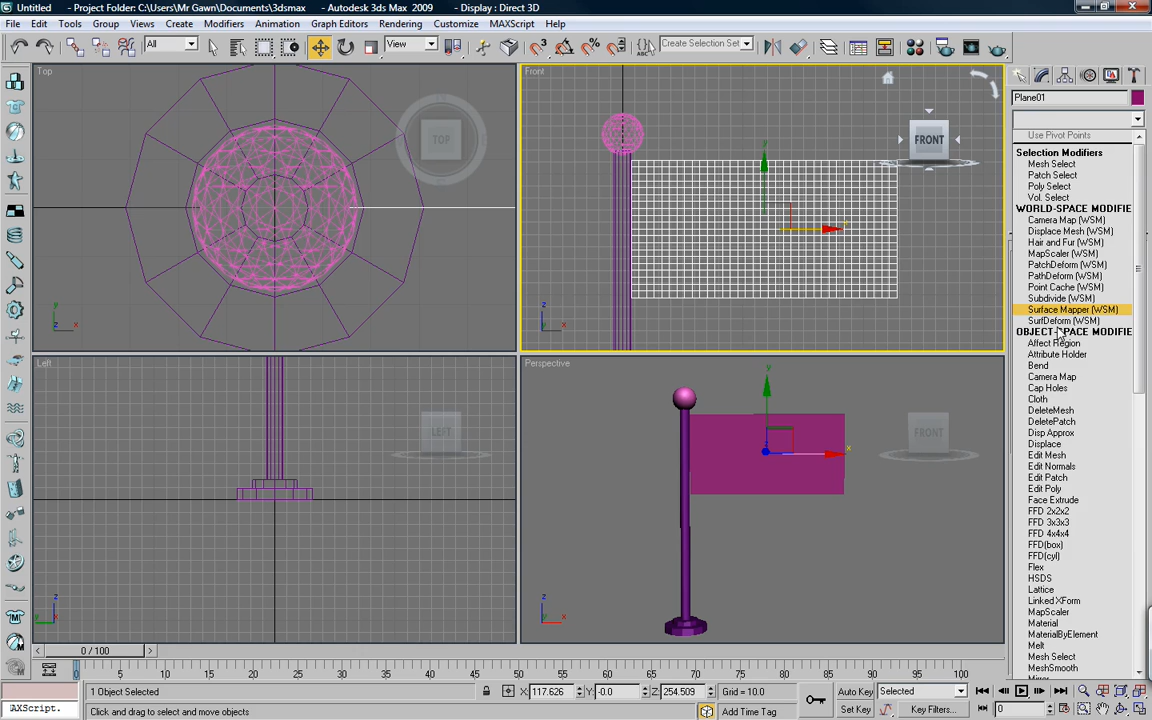 Untitled - Project Folder: C:\Users\Mr Gawn\Documents\3dsmax - Autodesk 3ds Max 2009 - Display : Direct 3D
File Edit Tools Group Views Create Modifiers Animation Graph Editors Rendering Customize MAXScript Help
All View Create Selection Set
Top
TOP
Front
FRONT
Left
LEFT
Perspective
FRONT
Plane01
Use Pivot Points
Selection Modifiers
Mesh Select
Patch Select
Poly Select
Vol. Select
WORLD-SPACE MODIFIE
Camera Map (WSM)
Displace Mesh (WSM)
Hair and Fur (WSM)
MapScaler (WSM)
PatchDeform (WSM)
PathDeform (WSM)
Point Cache (WSM)
Subdivide (WSM)
Surface Mapper (WSM)
SurfDeform (WSM)
OBJECT-SPACE MODIFIE
Affect Region
Attribute Holder
Bend
Camera Map
Cap Holes
Cloth
DeleteMesh
DeletePatch
Disp Approx
Displace
Edit Mesh
Edit Normals
Edit Patch
Edit Poly
Face Extrude
FFD 2x2x2
FFD 3x3x3
FFD 4x4x4
FFD(box)
FFD(cyl)
Flex
HSDS
Lattice
Linked XForm
MapScaler
Material
MaterialByElement
Melt
Mesh Select
MeshSmooth
0 / 100
0 5 10 15 20 25 30 35 40 45 50 55 60 65 70 75 80 85 90 95 100
1 Object Selected X: 117.626 Y: -0.0 Z: 254.509 Grid = 10.0 Auto Key Selected
AXScript. Click and drag to select and move objects Add Time Tag Set Key Key Filters... 0